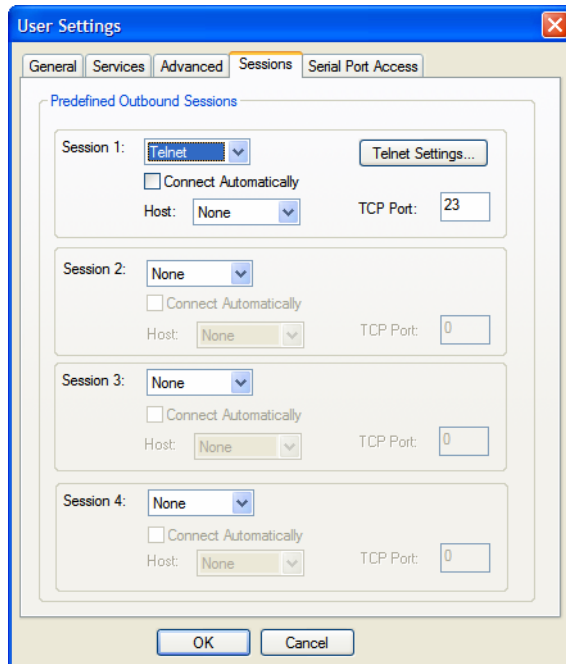 User Settings
General Services Advanced Sessions Serial Port Access
Predefined Outbound Sessions
Session 1: Telnet Telnet Settings...
Connect Automatically
Host: None TCP Port: 23
Session 2: None
Connect Automatically
Host: None TCP Port: 0
Session 3: None
Connect Automatically
Host: None TCP Port: 0
Session 4: None
Connect Automatically
Host: None TCP Port: 0
OK Cancel